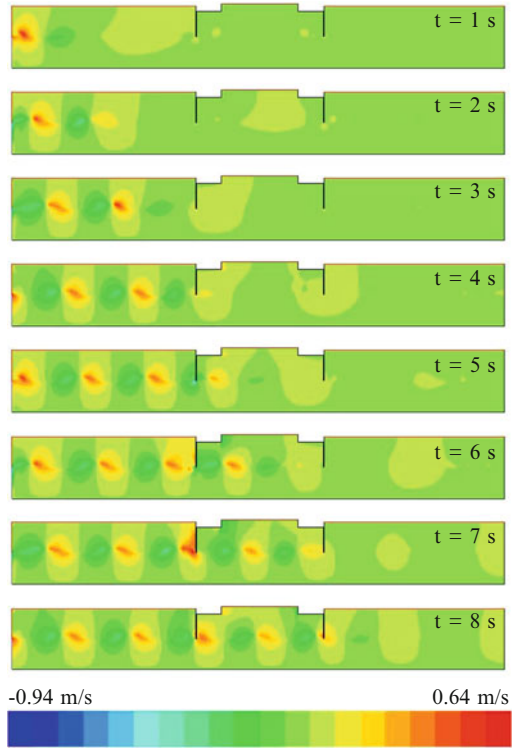 t = 1 s
t = 2 s
t = 3 s
t = 4 s
t = 5 s
t = 6 s
t = 7 s
t = 8 s
-0.94 m/s 0.64 m/s